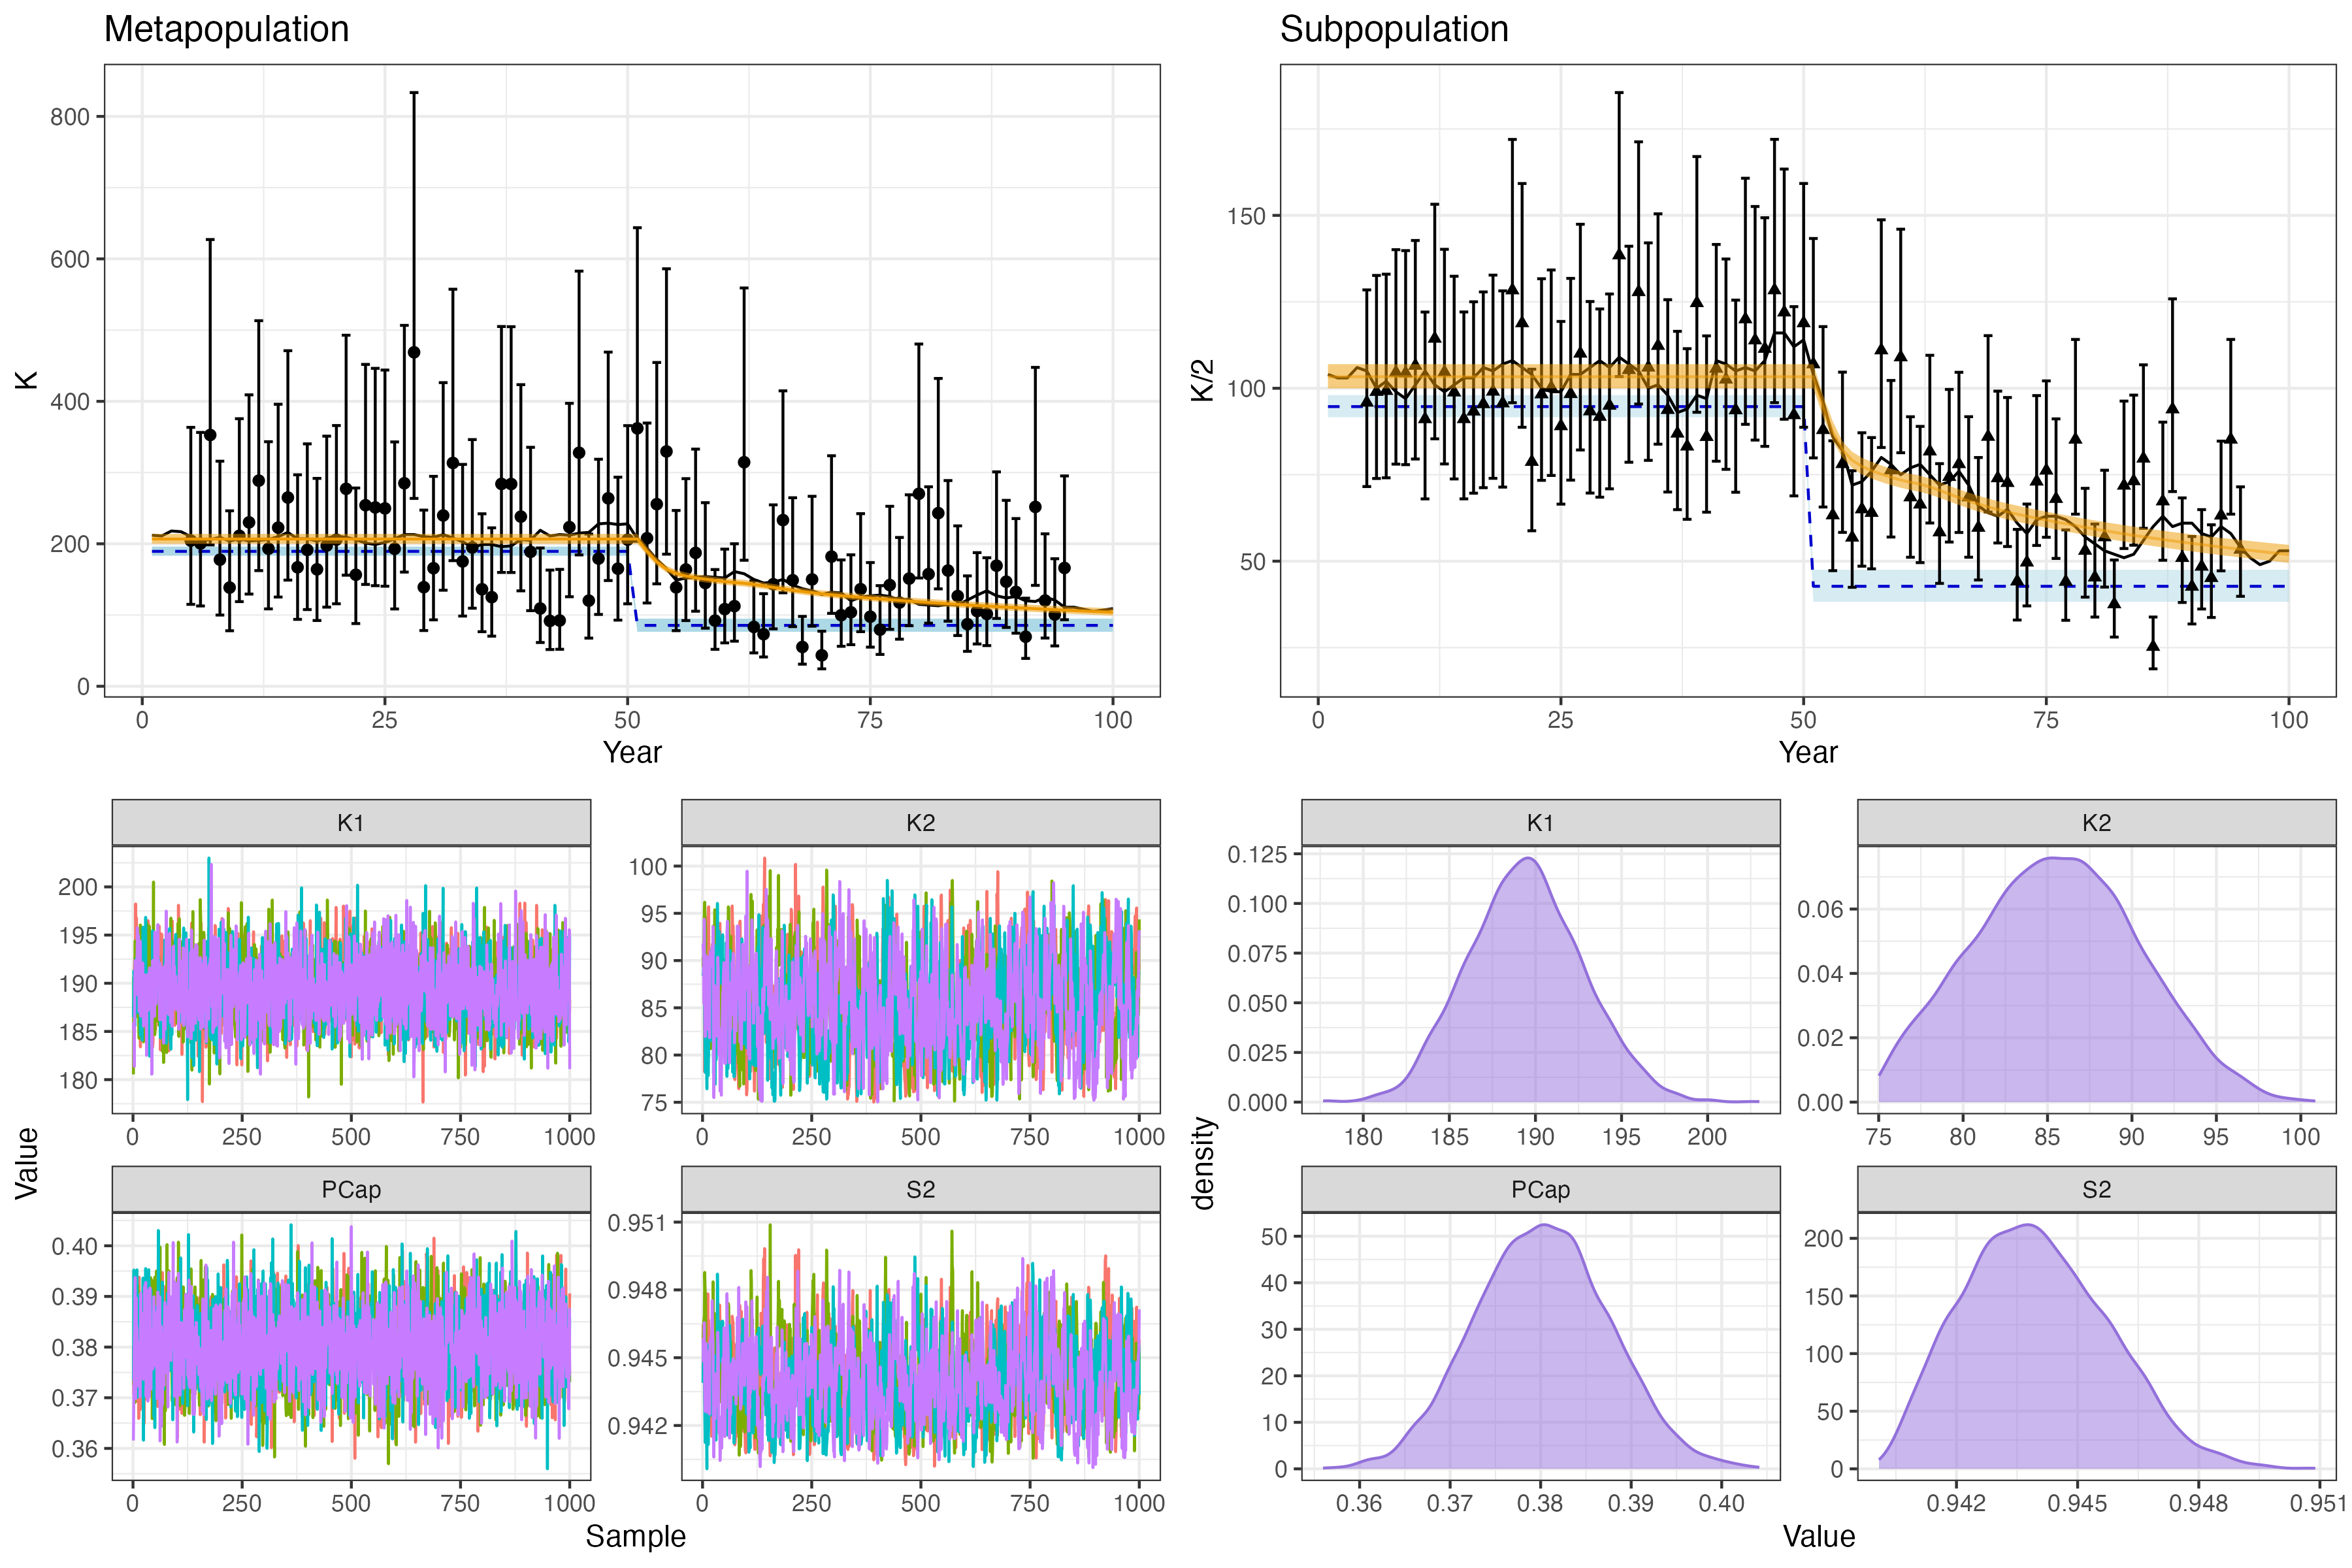 Metapopulation
Subpopulation
800
600
400
200
0
K
0 25 50 75 100
Year
150
100
50
K/2
0 25 50 75 100
Year
K1
K2
200
195
190
185
180
0 250 500 750 1000
100
95
90
85
80
75
0 250 500 750 1000
PCap
S2
0.40
0.39
0.38
0.37
0.36
0 250 500 750 1000
0.951
0.948
0.945
0.942
0 250 500 750 1000
Value
Sample
K1
K2
0.125
0.100
0.075
0.050
0.025
0.000
180 185 190 195 200
0.06
0.04
0.02
0.00
75 80 85 90 95 100
PCap
S2
50
40
30
20
10
0
0.36 0.37 0.38 0.39 0.40
200
150
100
50
0
0.942 0.945 0.948 0.951
density
Value